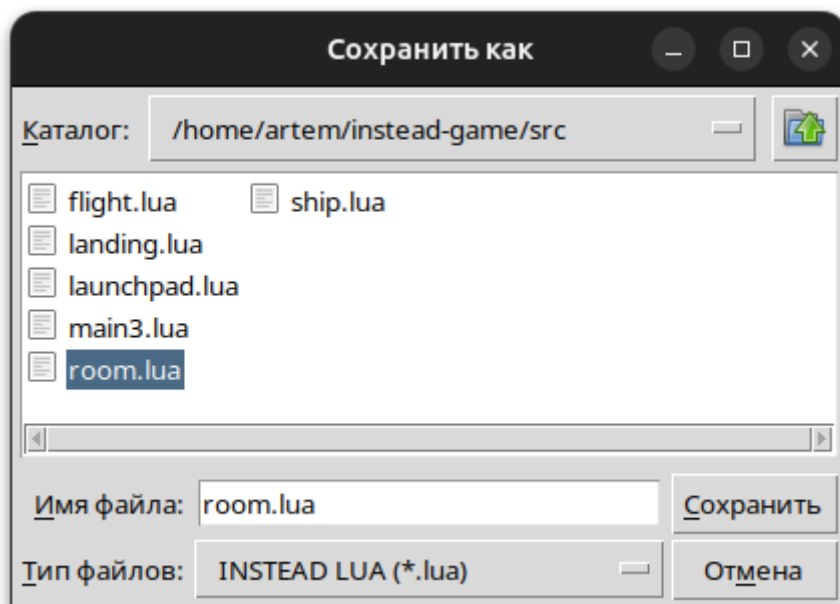 Сохранить как
Каталог: /home/artem/instead-game/src
flight.lua ship.lua
landing.lua
launchpad.lua
main3.lua
room.lua
Имя файла: room.lua Сохранить
Тип файлов: INSTEAD LUA (*.lua) Отмена